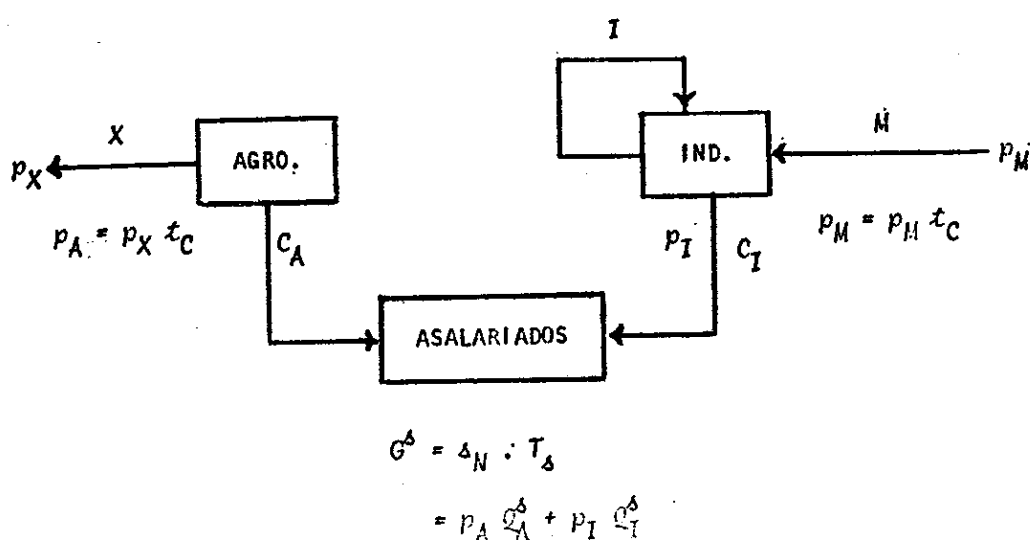 I
X
M
AGRO.
IND.
p_X
p_M
p_A = p_X t_C
C_A
p_I
C_I
p_M = p_M t_C
ASALARIADOS
G^s = s_N . T_s
= p_A Q_A^s + p_I Q_I^s